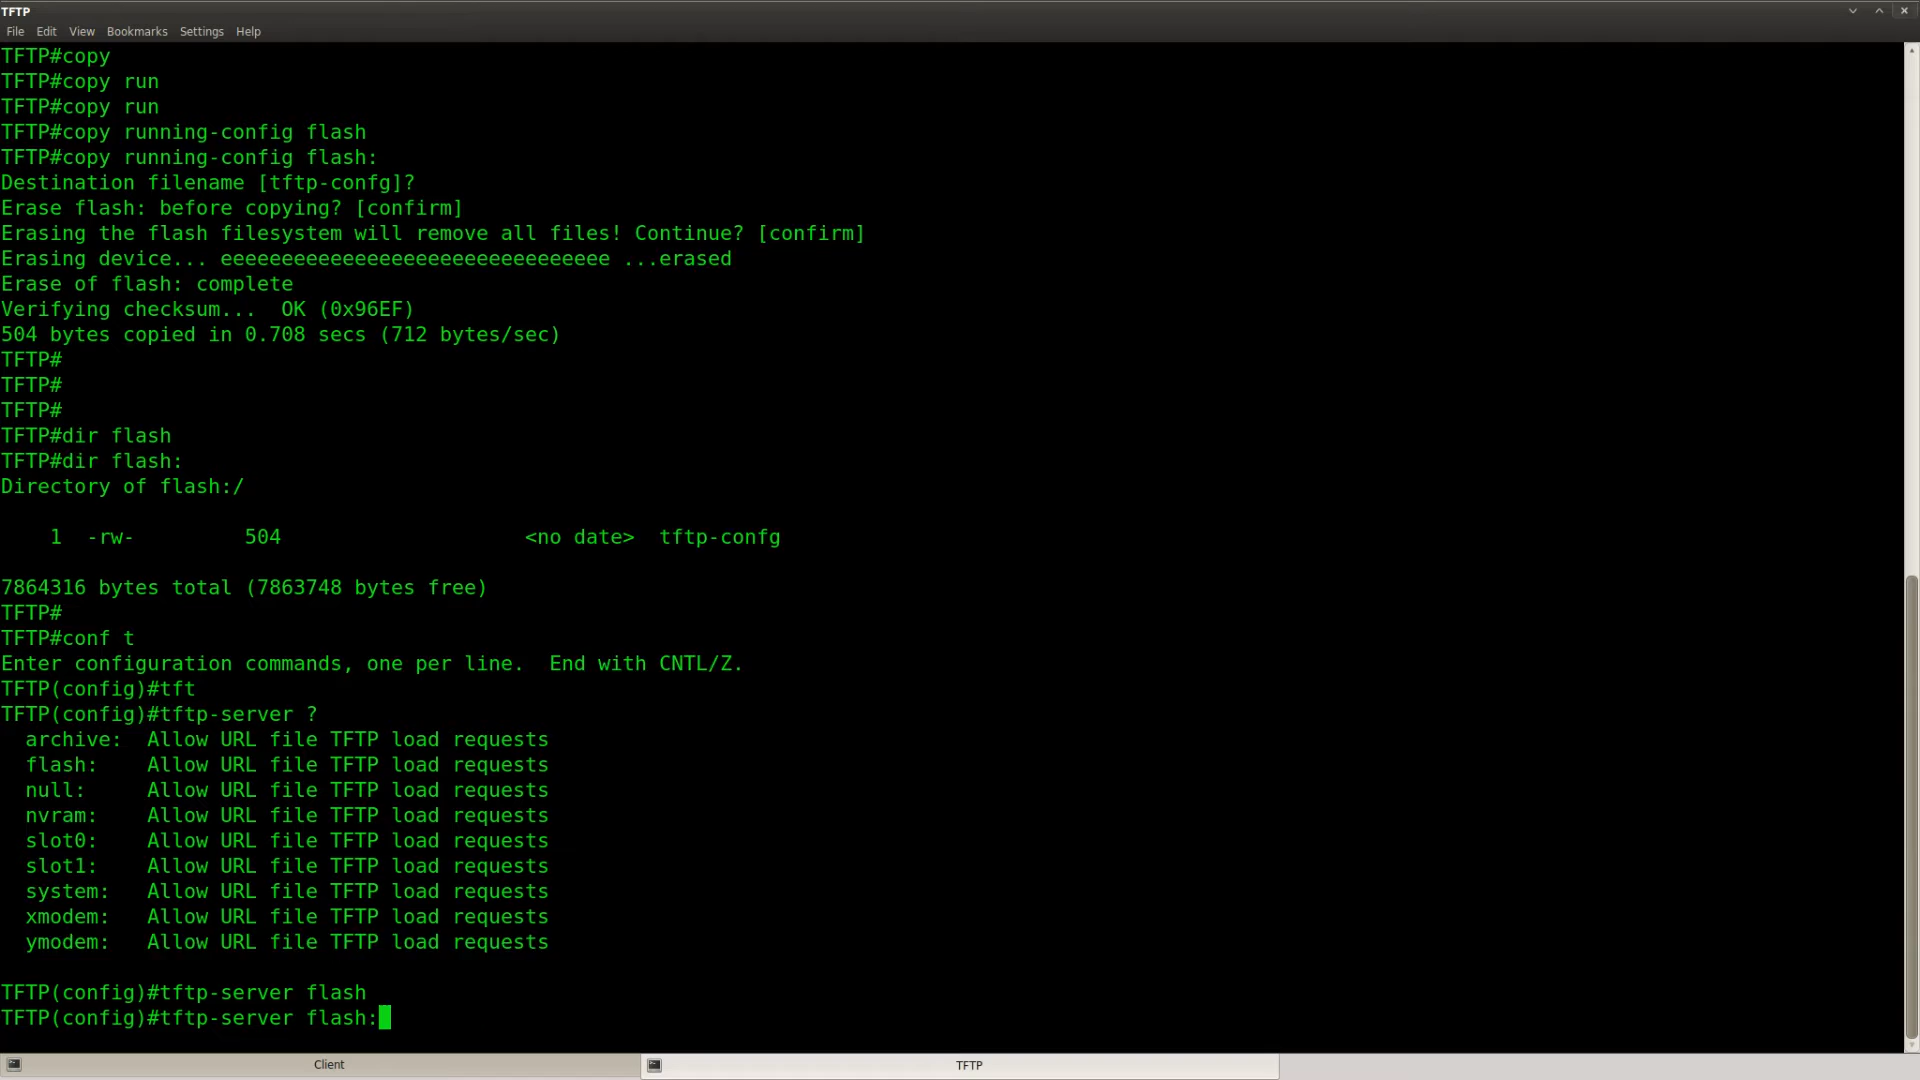 TFTP
File Edit View Bookmarks Settings Help
TFTP#copy
TFTP#copy run
TFTP#copy run
TFTP#copy running-config flash
TFTP#copy running-config flash:
Destination filename [tftp-confg]?
Erase flash: before copying? [confirm]
Erasing the flash filesystem will remove all files! Continue? [confirm]
Erasing device... eeeeeeeeeeeeeeeeeeeeeeeeeeeeeeee ...erased
Erase of flash: complete
Verifying checksum...  OK (0x96EF)
504 bytes copied in 0.708 secs (712 bytes/sec)
TFTP#
TFTP#
TFTP#
TFTP#dir flash
TFTP#dir flash:
Directory of flash:/
    1  -rw-         504                    <no date>  tftp-confg
7864316 bytes total (7863748 bytes free)
TFTP#
TFTP#conf t
Enter configuration commands, one per line.  End with CNTL/Z.
TFTP(config)#tft
TFTP(config)#tftp-server ?
  archive:  Allow URL file TFTP load requests
  flash:    Allow URL file TFTP load requests
  null:     Allow URL file TFTP load requests
  nvram:    Allow URL file TFTP load requests
  slot0:    Allow URL file TFTP load requests
  slot1:    Allow URL file TFTP load requests
  system:   Allow URL file TFTP load requests
  xmodem:   Allow URL file TFTP load requests
  ymodem:   Allow URL file TFTP load requests
TFTP(config)#tftp-server flash
TFTP(config)#tftp-server flash:
Client TFTP